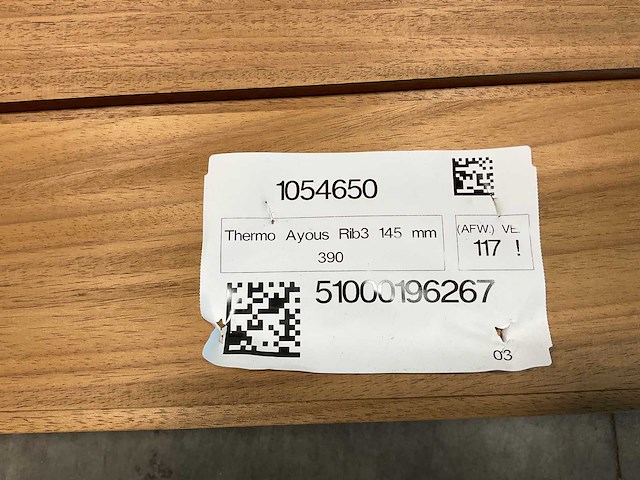 1054650
Thermo Ayous Rib3 145 mm
390
(AFW.) VE
117 !
51000196267
03